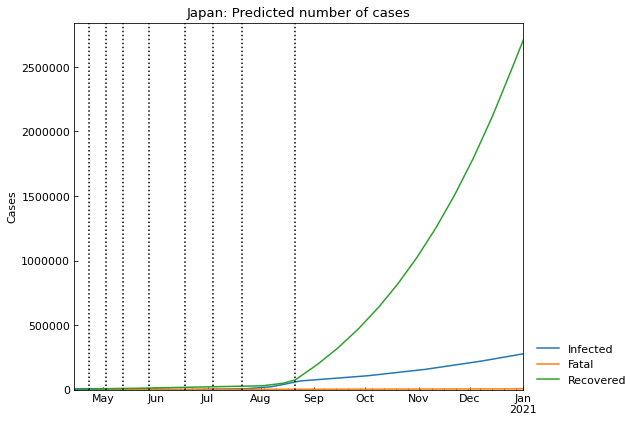 Japan: Predicted number of cases
Cases
2500000
2000000
1500000
1000000
500000
0
May Jun Jul Aug Sep Oct Nov Dec Jan
2021
Infected
Fatal
Recovered